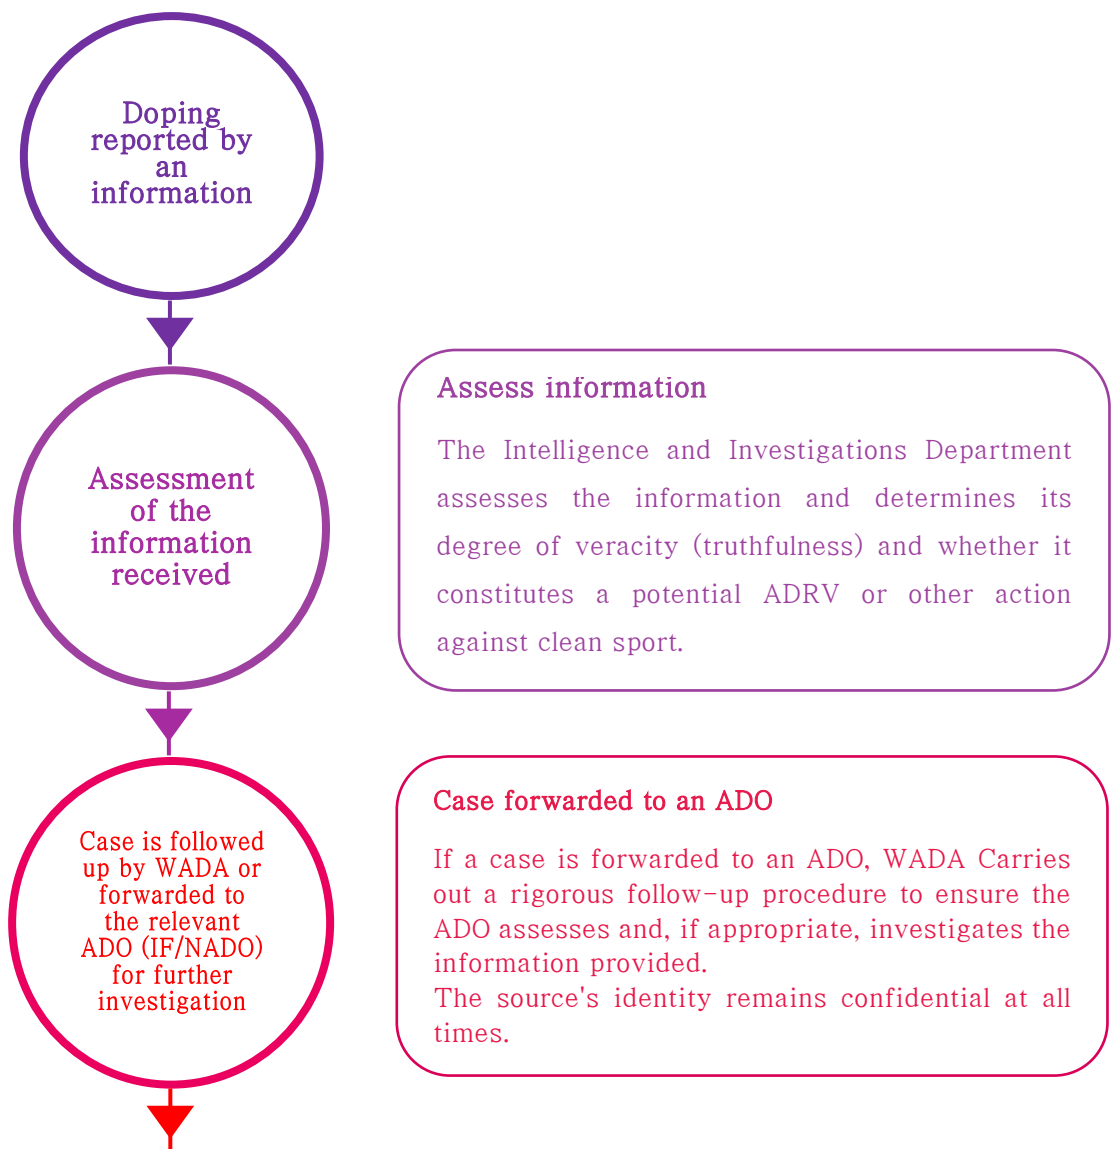 Doping
reported by
an
information
Assessment
of the
information
received
Assess information
The Intelligence and Investigations Department
assesses the information and determines its
degree of veracity (truthfulness) and whether it
constitutes a potential ADRV or other action
against clean sport.
Case is followed
up by WADA or
forwarded to
the relevant
ADO (IF/NADO)
for further
investigation
Case forwarded to an ADO
If a case is forwarded to an ADO, WADA Carries
out a rigorous follow-up procedure to ensure the
ADO assesses and, if appropriate, investigates the
information provided.
The source's identity remains confidential at all
times.